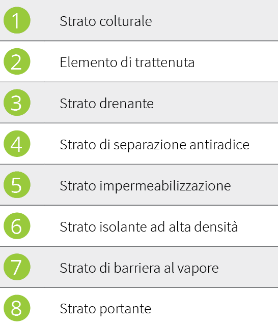 1 Strato colturale
2 Elemento di trattenuta
3 Strato drenante
4 Strato di separazione antiradice
5 Strato impermeabilizzazione
6 Strato isolante ad alta densità
7 Strato di barriera al vapore
8 Strato portante